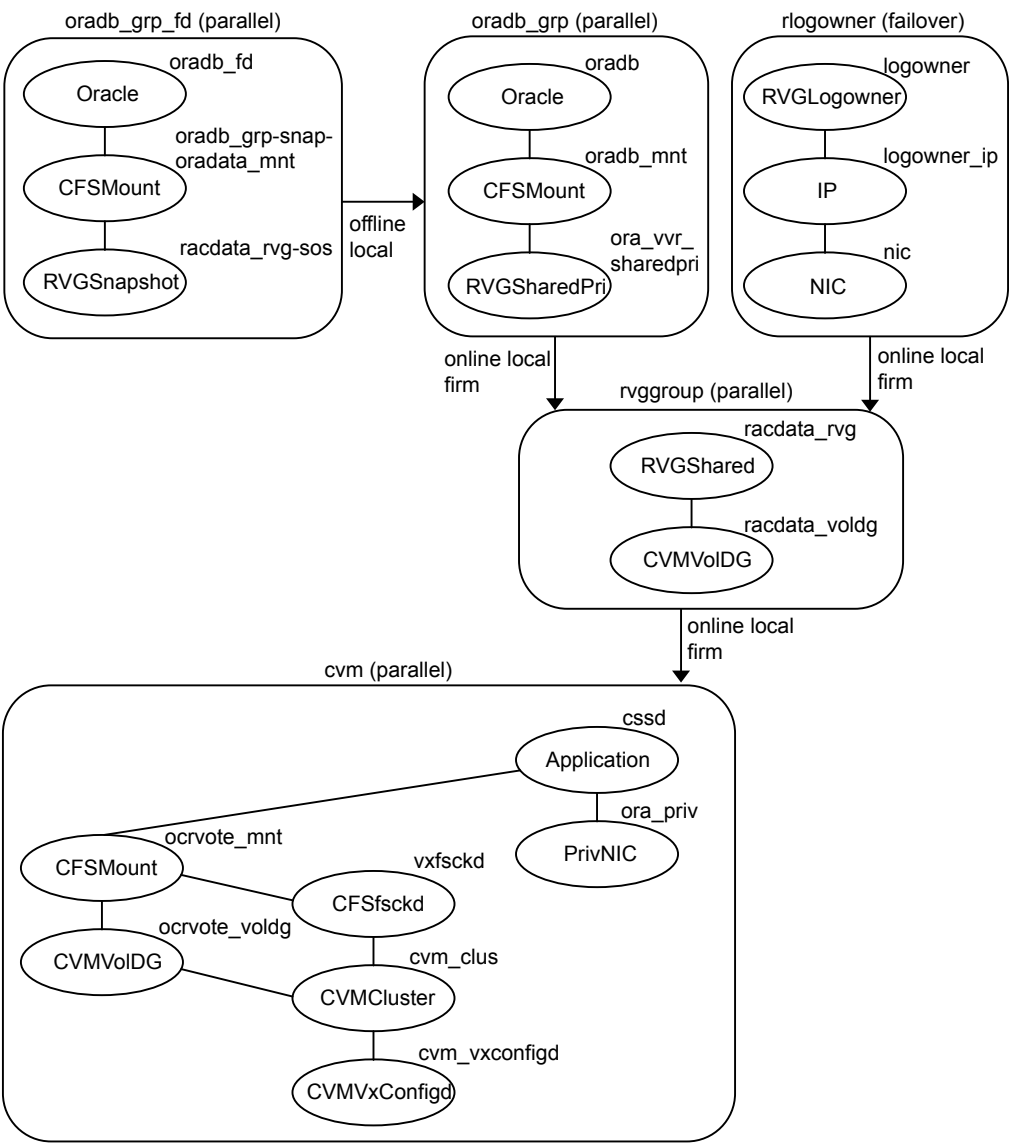 oradb_grp_fd (parallel)
oradb_fd
Oracle
oradb_grp-snap-
oradata_mnt
CFSMount
racdata_rvg-sos
RVGSnapshot
offline
local
oradb_grp (parallel)
oradb
Oracle
oradb_mnt
CFSMount
ora_vvr_
sharedpri
RVGSharedPri
rlogowner (failover)
logowner
RVGLogowner
logowner_ip
IP
nic
NIC
online local
firm
online local
firm
rvggroup (parallel)
racdata_rvg
RVGShared
racdata_voldg
CVMVolDG
online local
firm
cvm (parallel)
cssd
Application
ora_priv
PrivNIC
ocrvote_mnt
CFSMount
vxfsckd
CFSfsckd
ocrvote_voldg
CVMVolDG
cvm_clus
CVMCluster
cvm_vxconfigd
CVMVxConfigd